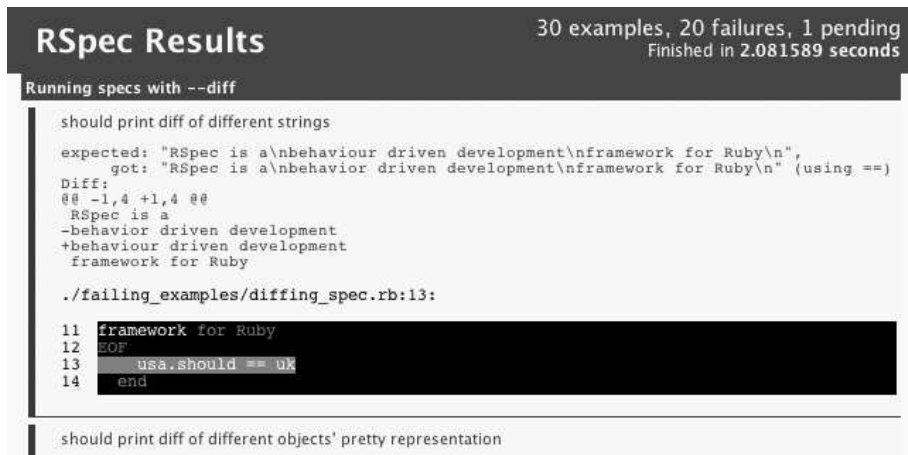 RSpec Results
30 examples, 20 failures, 1 pending
Finished in 2.081589 seconds
Running specs with --diff
should print diff of different strings
expected: "RSpec is a\nbehaviour driven development\nframework for Ruby\n",
got: "RSpec is a\nbehavior driven development\nframework for Ruby\n" (using ==)
Diff:
@@ -1,4 +1,4 @@
RSpec is a
-behavior driven development
+behaviour driven development
framework for Ruby
./failing_examples/diffing_spec.rb:13:
11 framework for Ruby
12 EOF
13 usa.should == uk
14 end
should print diff of different objects' pretty representation